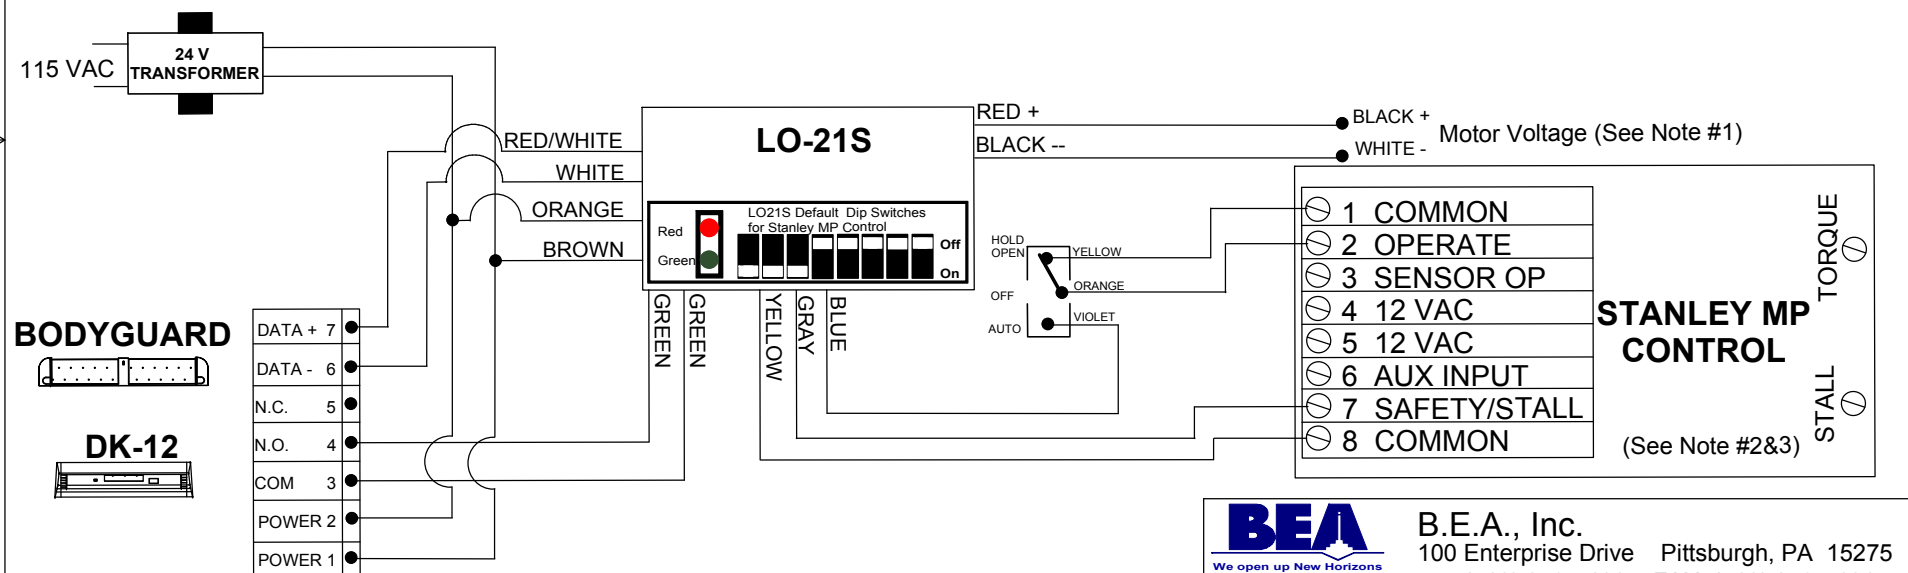 115 VAC
24 V
TRANSFORMER
RED/WHITE
WHITE
ORANGE
BROWN
LO-21S
LO21S Default Dip Switches
for Stanley MP Control
Red
Green
Off
On
RED +
BLACK --
BLACK +
WHITE -
Motor Voltage (See Note #1)
GREEN
GREEN
YELLOW
GRAY
BLUE
HOLD
OPEN
OFF
AUTO
YELLOW
ORANGE
VIOLET
1 COMMON
2 OPERATE
3 SENSOR OP
4 12 VAC
5 12 VAC
6 AUX INPUT
7 SAFETY/STALL
8 COMMON
STANLEY MP
CONTROL
(See Note #2&3)
TORQUE
STALL
BODYGUARD
DK-12
DATA + 7
DATA - 6
N.C. 5
N.O. 4
COM 3
POWER 2
POWER 1
BEA
We open up New Horizons
B.E.A., Inc.
100 Enterprise Drive Pittsburgh, PA 15275